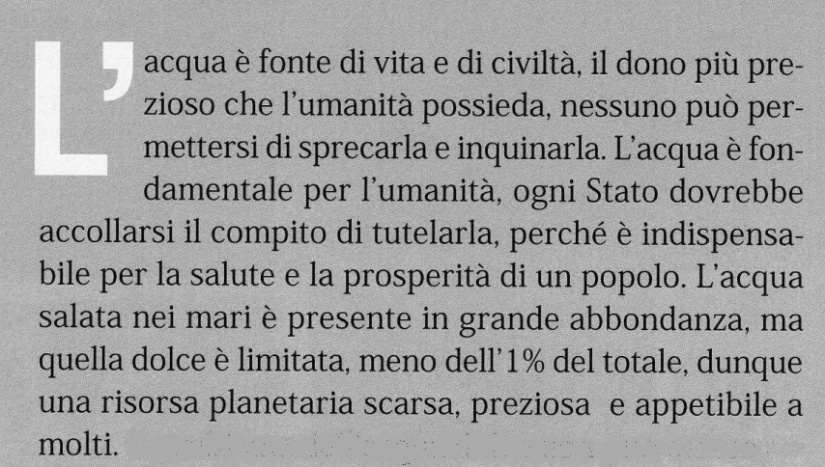 L'acqua è fonte di vita e di civiltà, il dono più pre-
zioso che l'umanità possieda, nessuno può per-
mettersi di sprecarla e inquinarla. L'acqua è fon-
damentale per l'umanità, ogni Stato dovrebbe
accollarsi il compito di tutelarla, perché è indispensa-
bile per la salute e la prosperità di un popolo. L'acqua
salata nei mari è presente in grande abbondanza, ma
quella dolce è limitata, meno dell'1% del totale, dunque
una risorsa planetaria scarsa, preziosa  e appetibile a
molti.